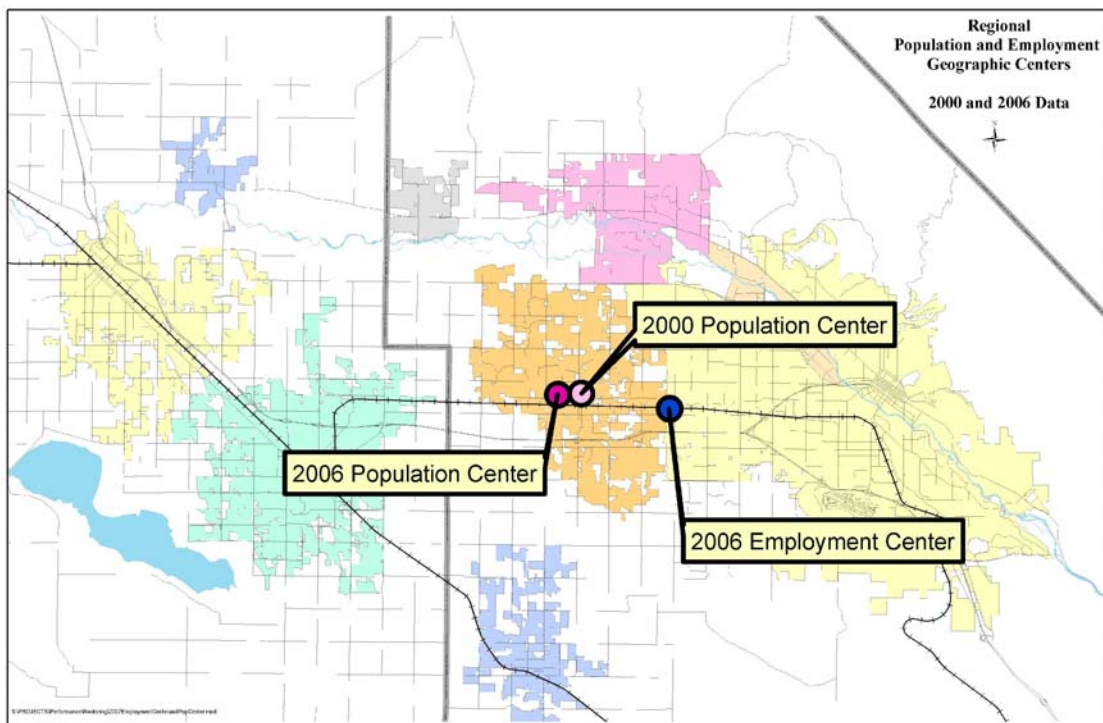 Regional
Population and Employment
Geographic Centers
2000 and 2006 Data
N
2000 Population Center
2006 Population Center
2006 Employment Center